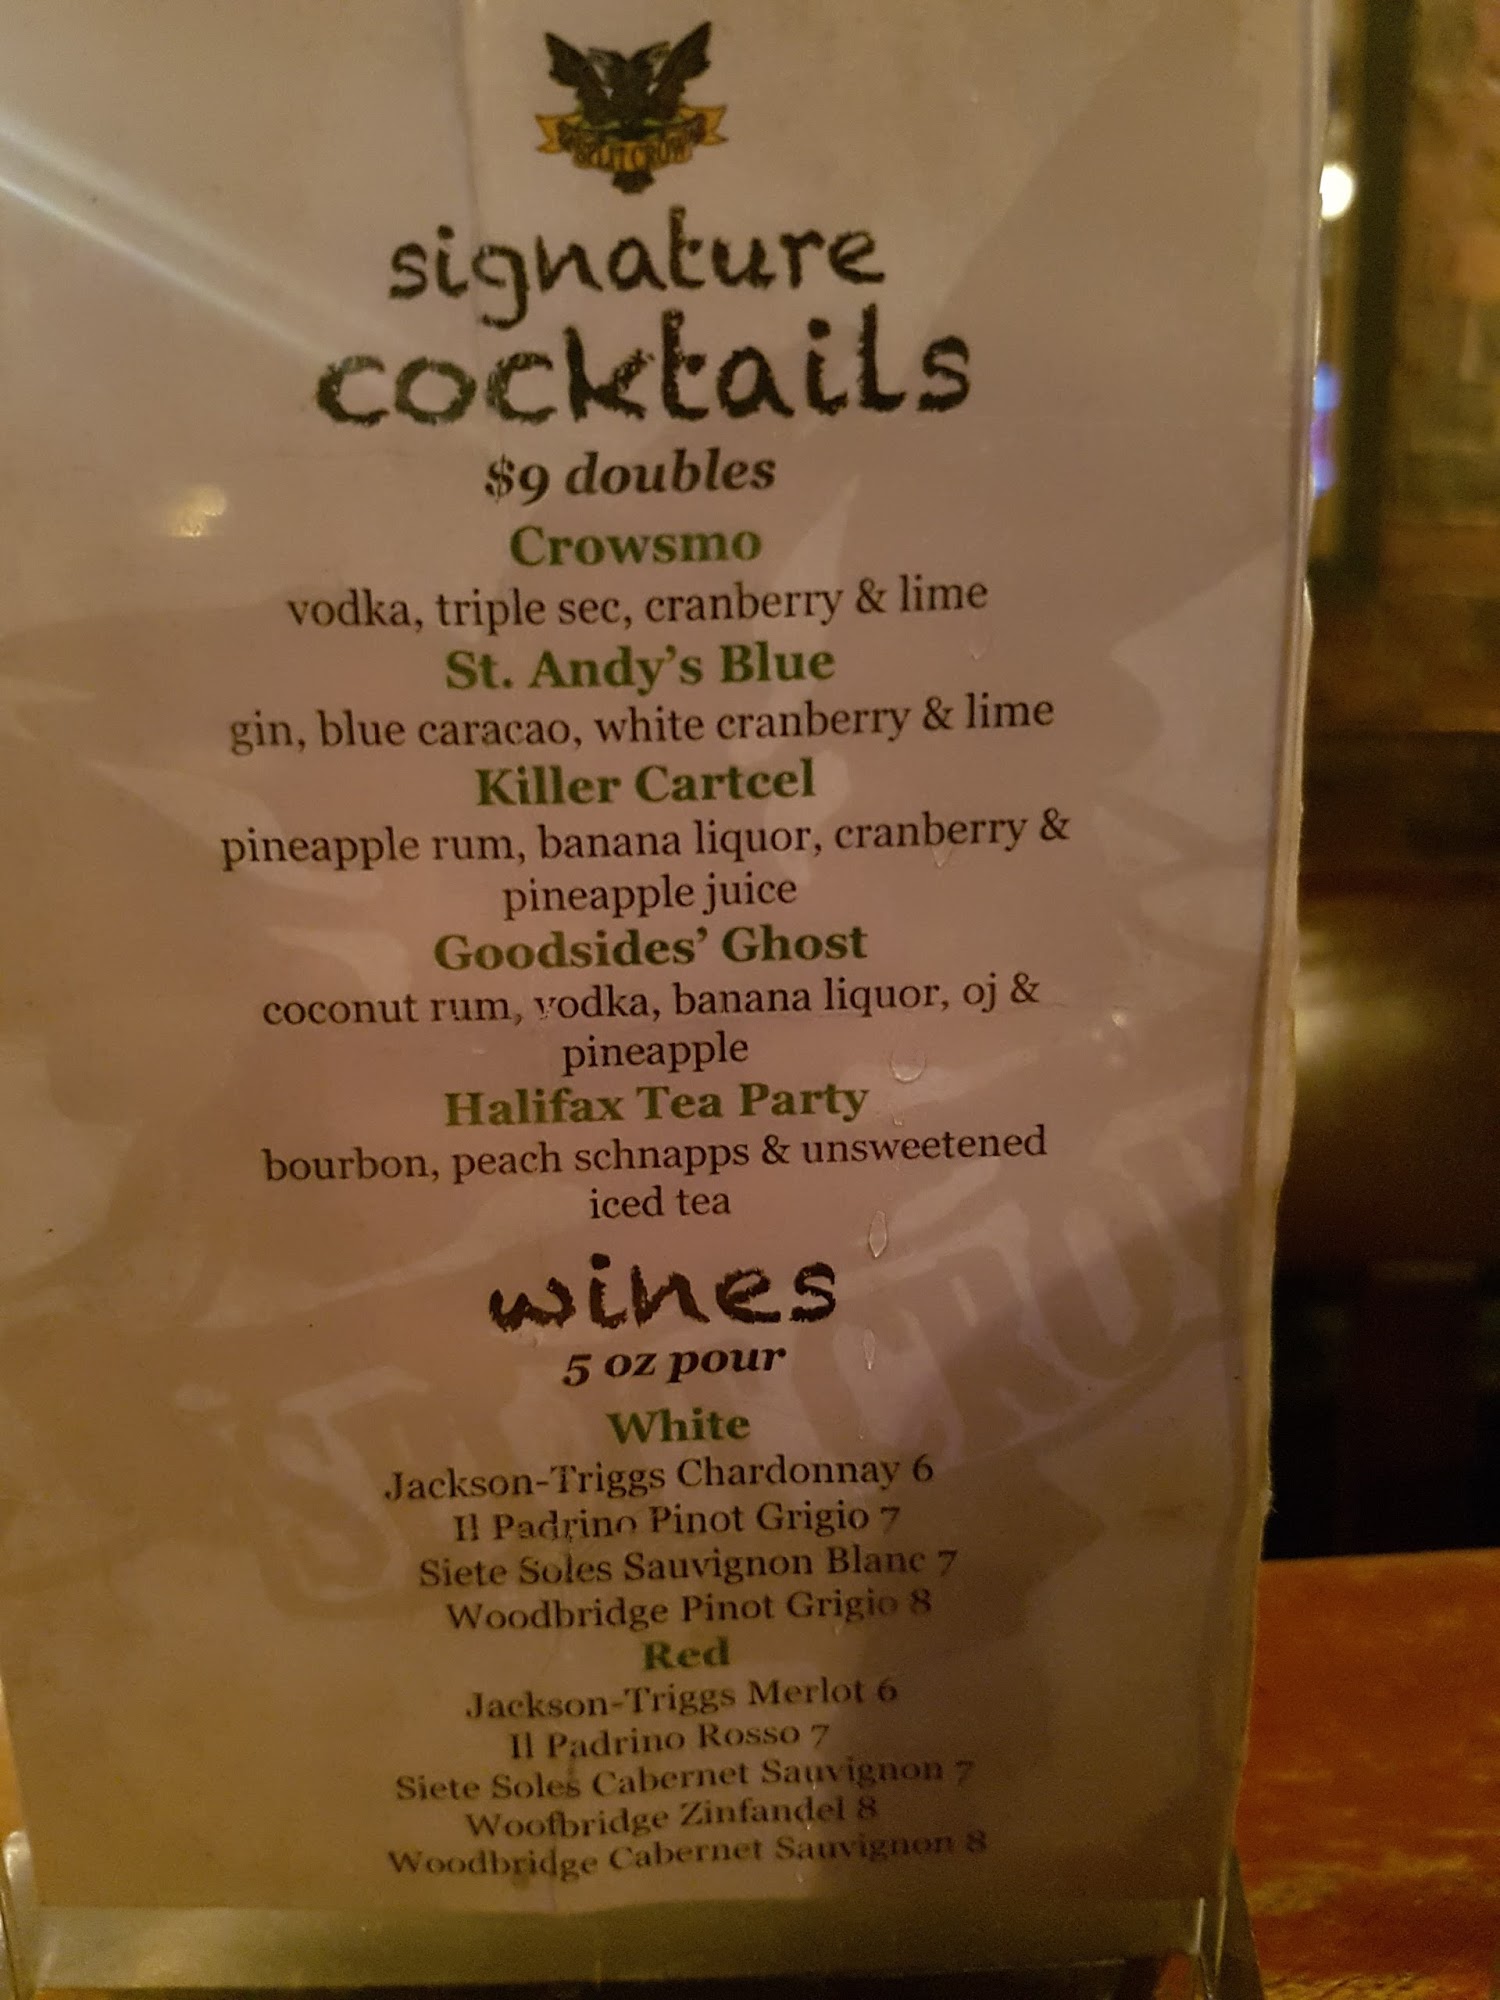 SPLIT CROW
signature
cocktails
$9 doubles
Crowsmo
vodka, triple sec, cranberry & lime
St. Andy's Blue
gin, blue caracao, white cranberry & lime
Killer Cartcel
pineapple rum, banana liquor, cranberry &
pineapple juice
Goodsides' Ghost
coconut rum, vodka, banana liquor, oj &
pineapple
Halifax Tea Party
bourbon, peach schnapps & unsweetened
iced tea
wines
5 oz pour
White
Jackson-Triggs Chardonnay 6
Il Padrino Pinot Grigio 7
Siete Soles Sauvignon Blanc 7
Woodbridge Pinot Grigio 8
Red
Jackson-Triggs Merlot 6
Il Padrino Rosso 7
Siete Soles Cabernet Sauvignon 7
Woofbridge Zinfandel 8
Woodbridge Cabernet Sauvignon 8